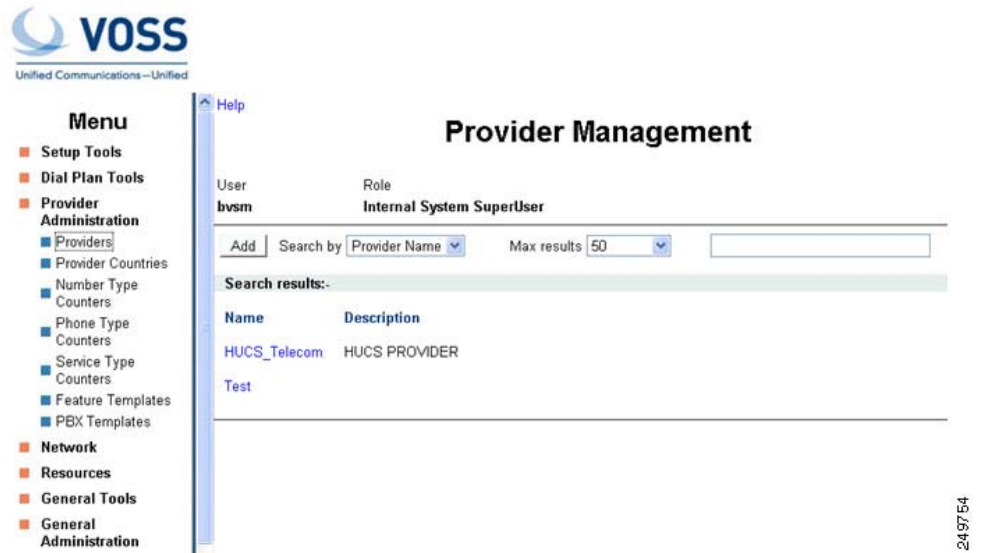 VOSS
Unified Communications—Unified
Menu
Setup Tools
Dial Plan Tools
Provider
Administration
Providers
Provider Countries
Number Type
Counters
Phone Type
Counters
Service Type
Counters
Feature Templates
PBX Templates
Network
Resources
General Tools
General
Administration
Help
Provider Management
User Role
bvsm Internal System SuperUser
Add Search by Provider Name Max results 50
Search results:-
Name Description
HUCS_Telecom HUCS PROVIDER
Test
249754